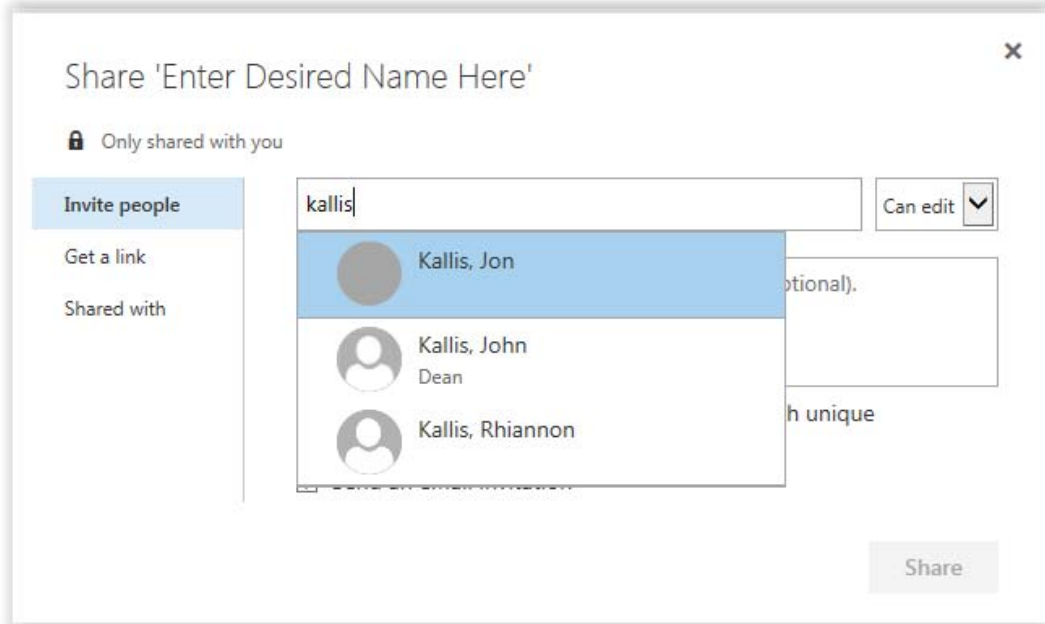 Share 'Enter Desired Name Here'
Only shared with you
Invite people
kallis
Can edit
Kallis, Jon
Get a link
ptional).
Shared with
Kallis, John
Dean
h unique
Kallis, Rhiannon
Share